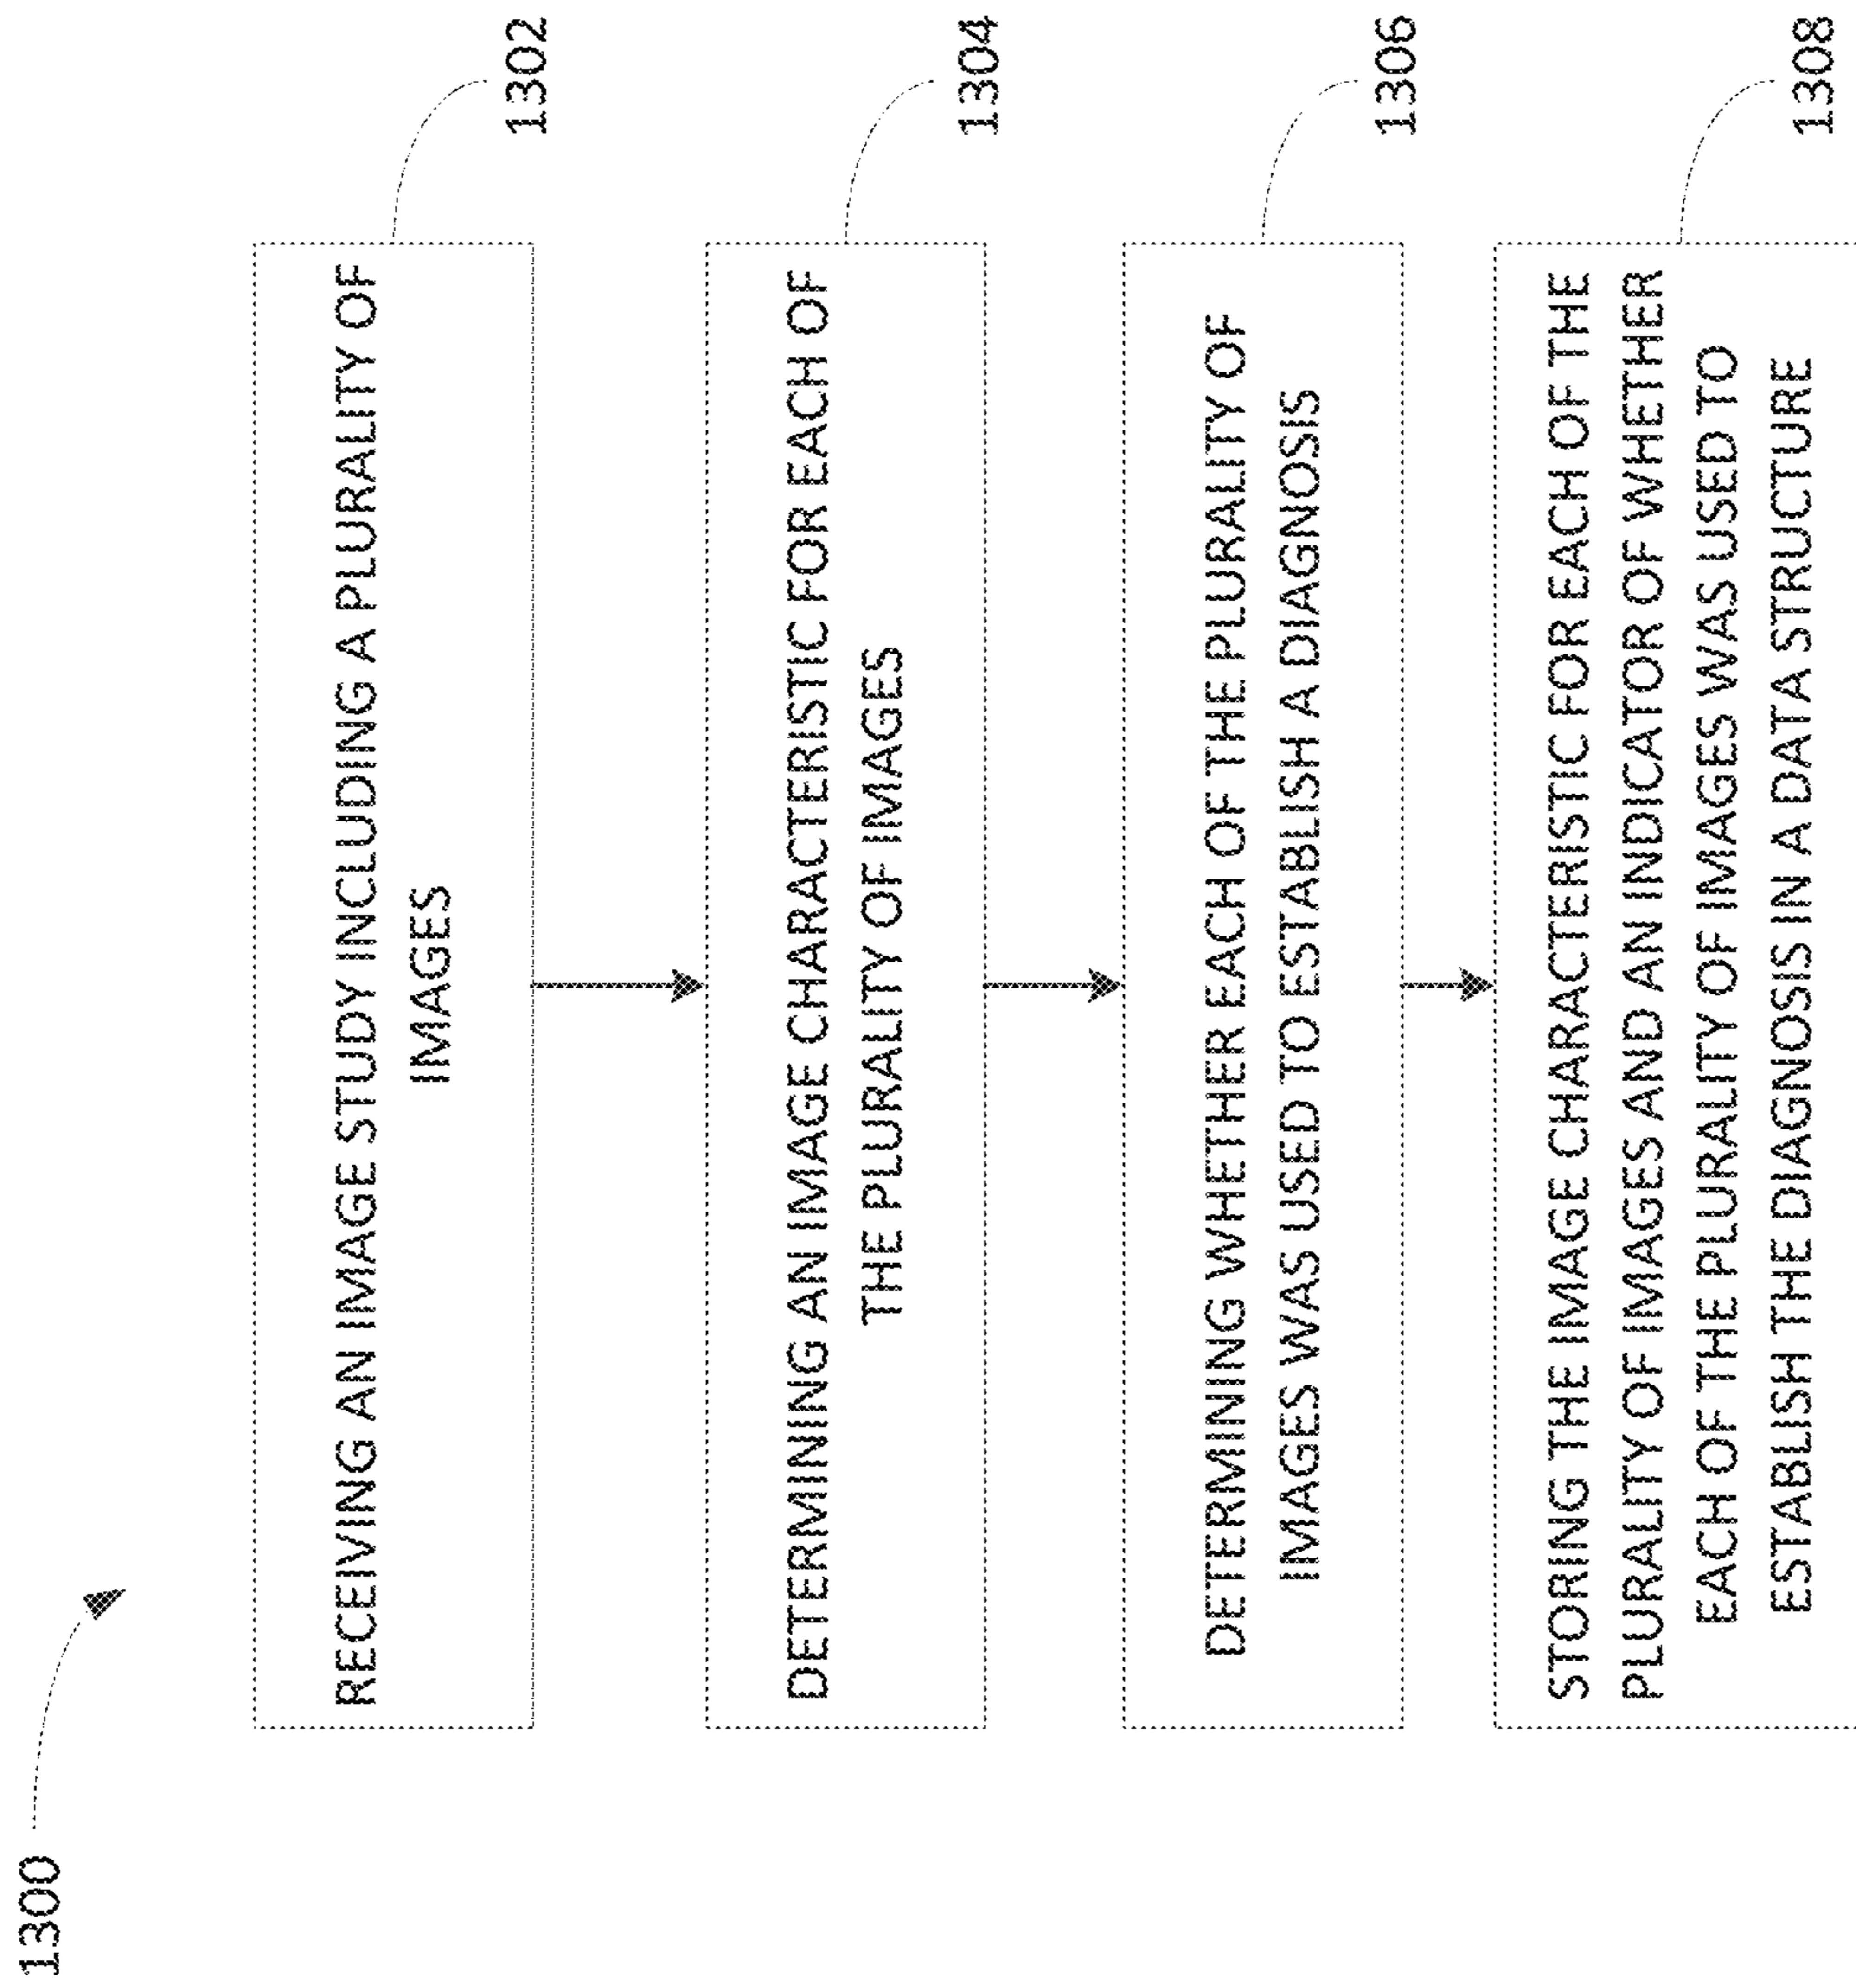 1300
RECEIVING AN IMAGE STUDY INCLUDING A PLURALITY OF
IMAGES
1302
DETERMINING AN IMAGE CHARACTERISTIC FOR EACH OF
THE PLURALITY OF IMAGES
1304
DETERMINING WHETHER EACH OF THE PLURALITY OF
IMAGES WAS USED TO ESTABLISH A DIAGNOSIS
1306
STORING THE IMAGE CHARACTERISTIC FOR EACH OF THE
PLURALITY OF IMAGES AND AN INDICATOR OF WHETHER
EACH OF THE PLURALITY OF IMAGES WAS USED TO
ESTABLISH THE DIAGNOSIS IN A DATA STRUCTURE
1308